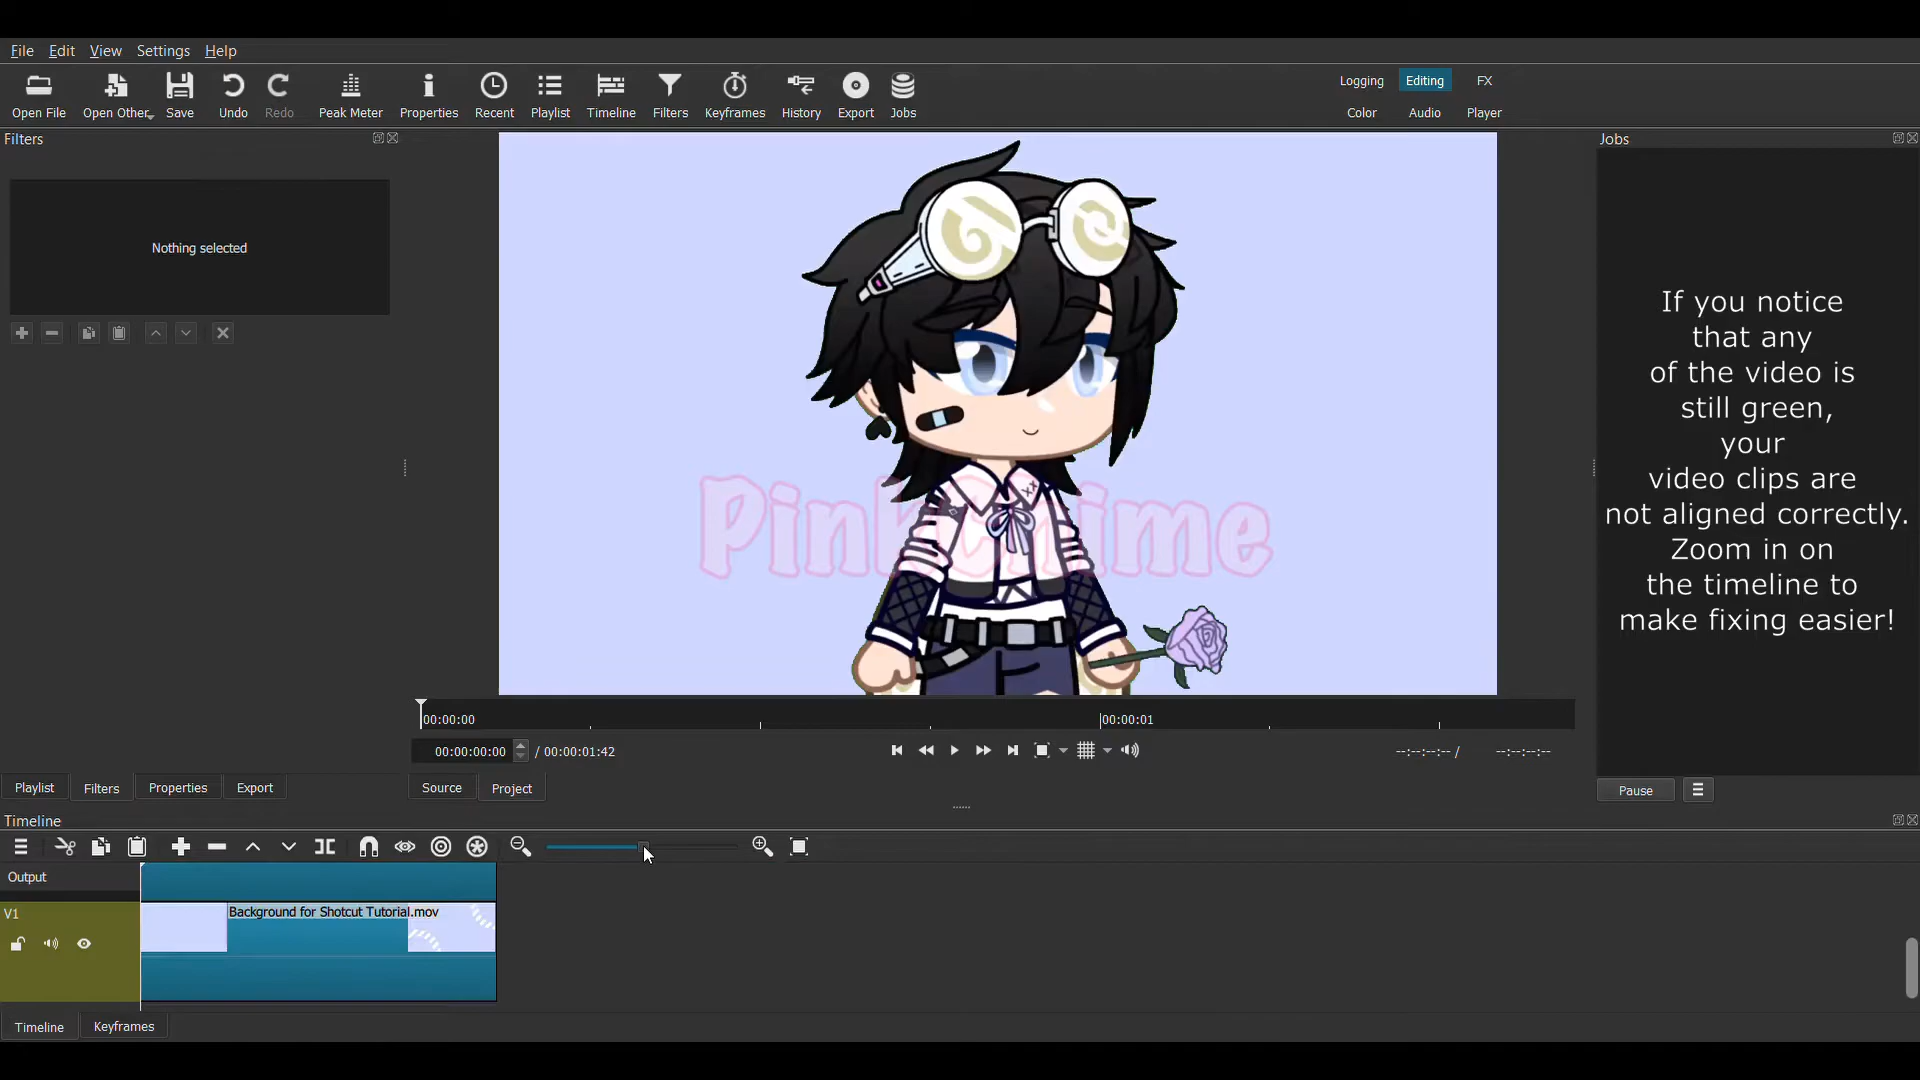 File Edit View Settings Help
Open File Open Other Save Undo Redo Peak Meter Properties Recent Playlist Timeline Filters Keyframes History Export Jobs
Logging Editing FX
Color Audio Player
Filters
Nothing selected
PinkChime
Jobs
If you notice
that any
of the video is
still green,
your
video clips are
not aligned correctly.
Zoom in on
the timeline to
make fixing easier!
00:00:00 00:00:01
00:00:00:00 / 00:00:01:42
--:--:--:-- / --:--:--:--
Playlist Filters Properties Export
Source Project
Pause
Timeline
Output
V1
Background for Shotcut Tutorial.mov
Timeline Keyframes